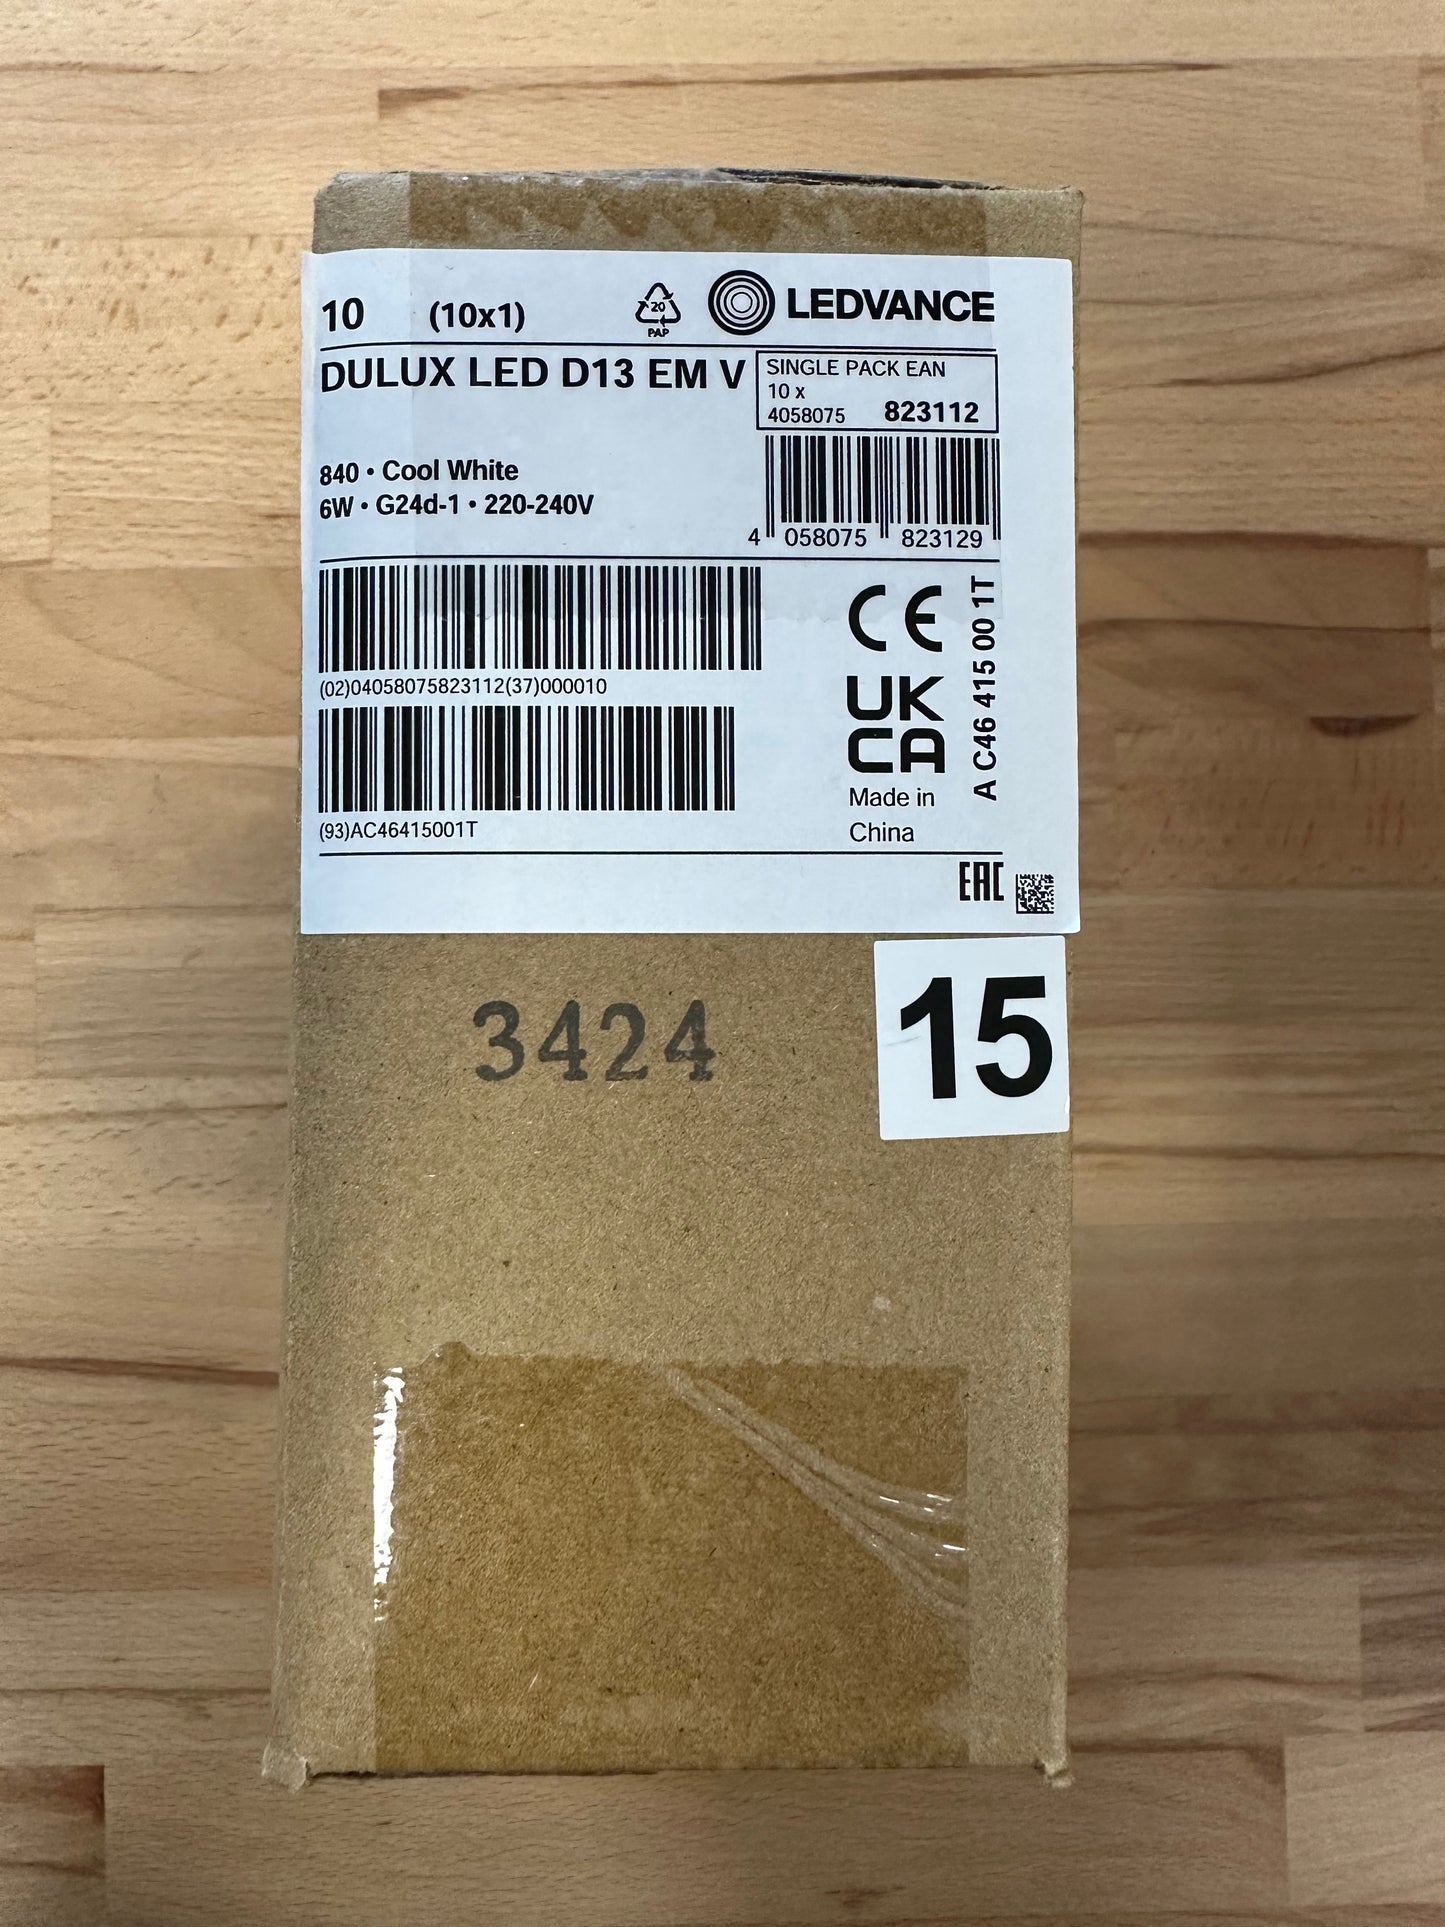 10 (10x1)
20
PAP
LEDVANCE
DULUX LED D13 EM V
SINGLE PACK EAN
10 x
4058075 823112
840 • Cool White
6W • G24d-1 • 220-240V
4 058075 823129
(02)04058075823112(37)000010
(93)AC46415001T
CE
UK
CA
Made in
China
A C46 415 00 1T
EAC
15
3424